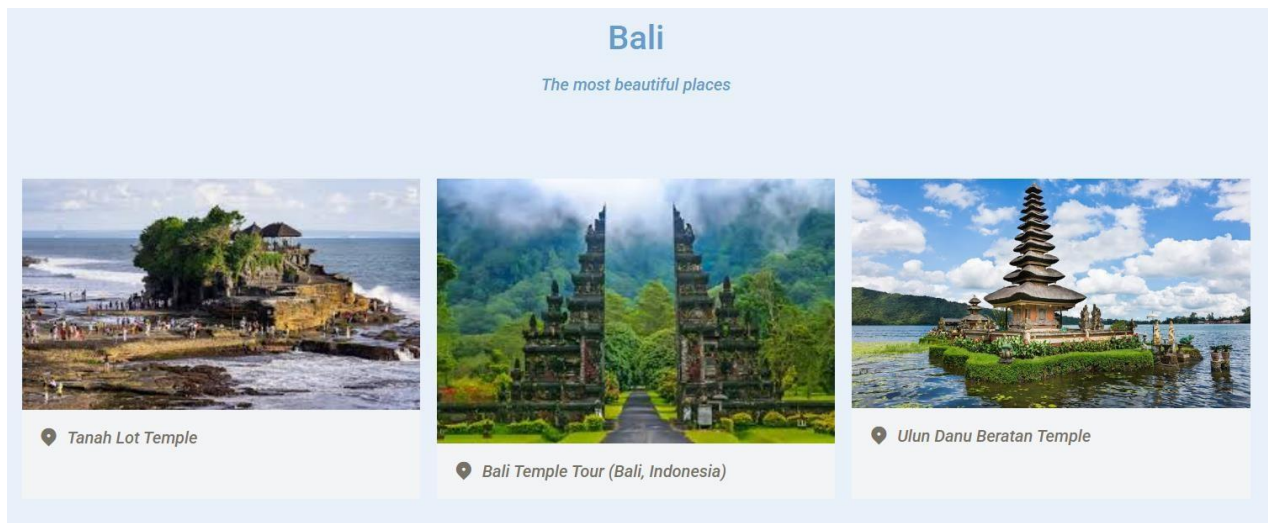 Bali
The most beautiful places
Tanah Lot Temple
Bali Temple Tour (Bali, Indonesia)
Ulun Danu Beratan Temple